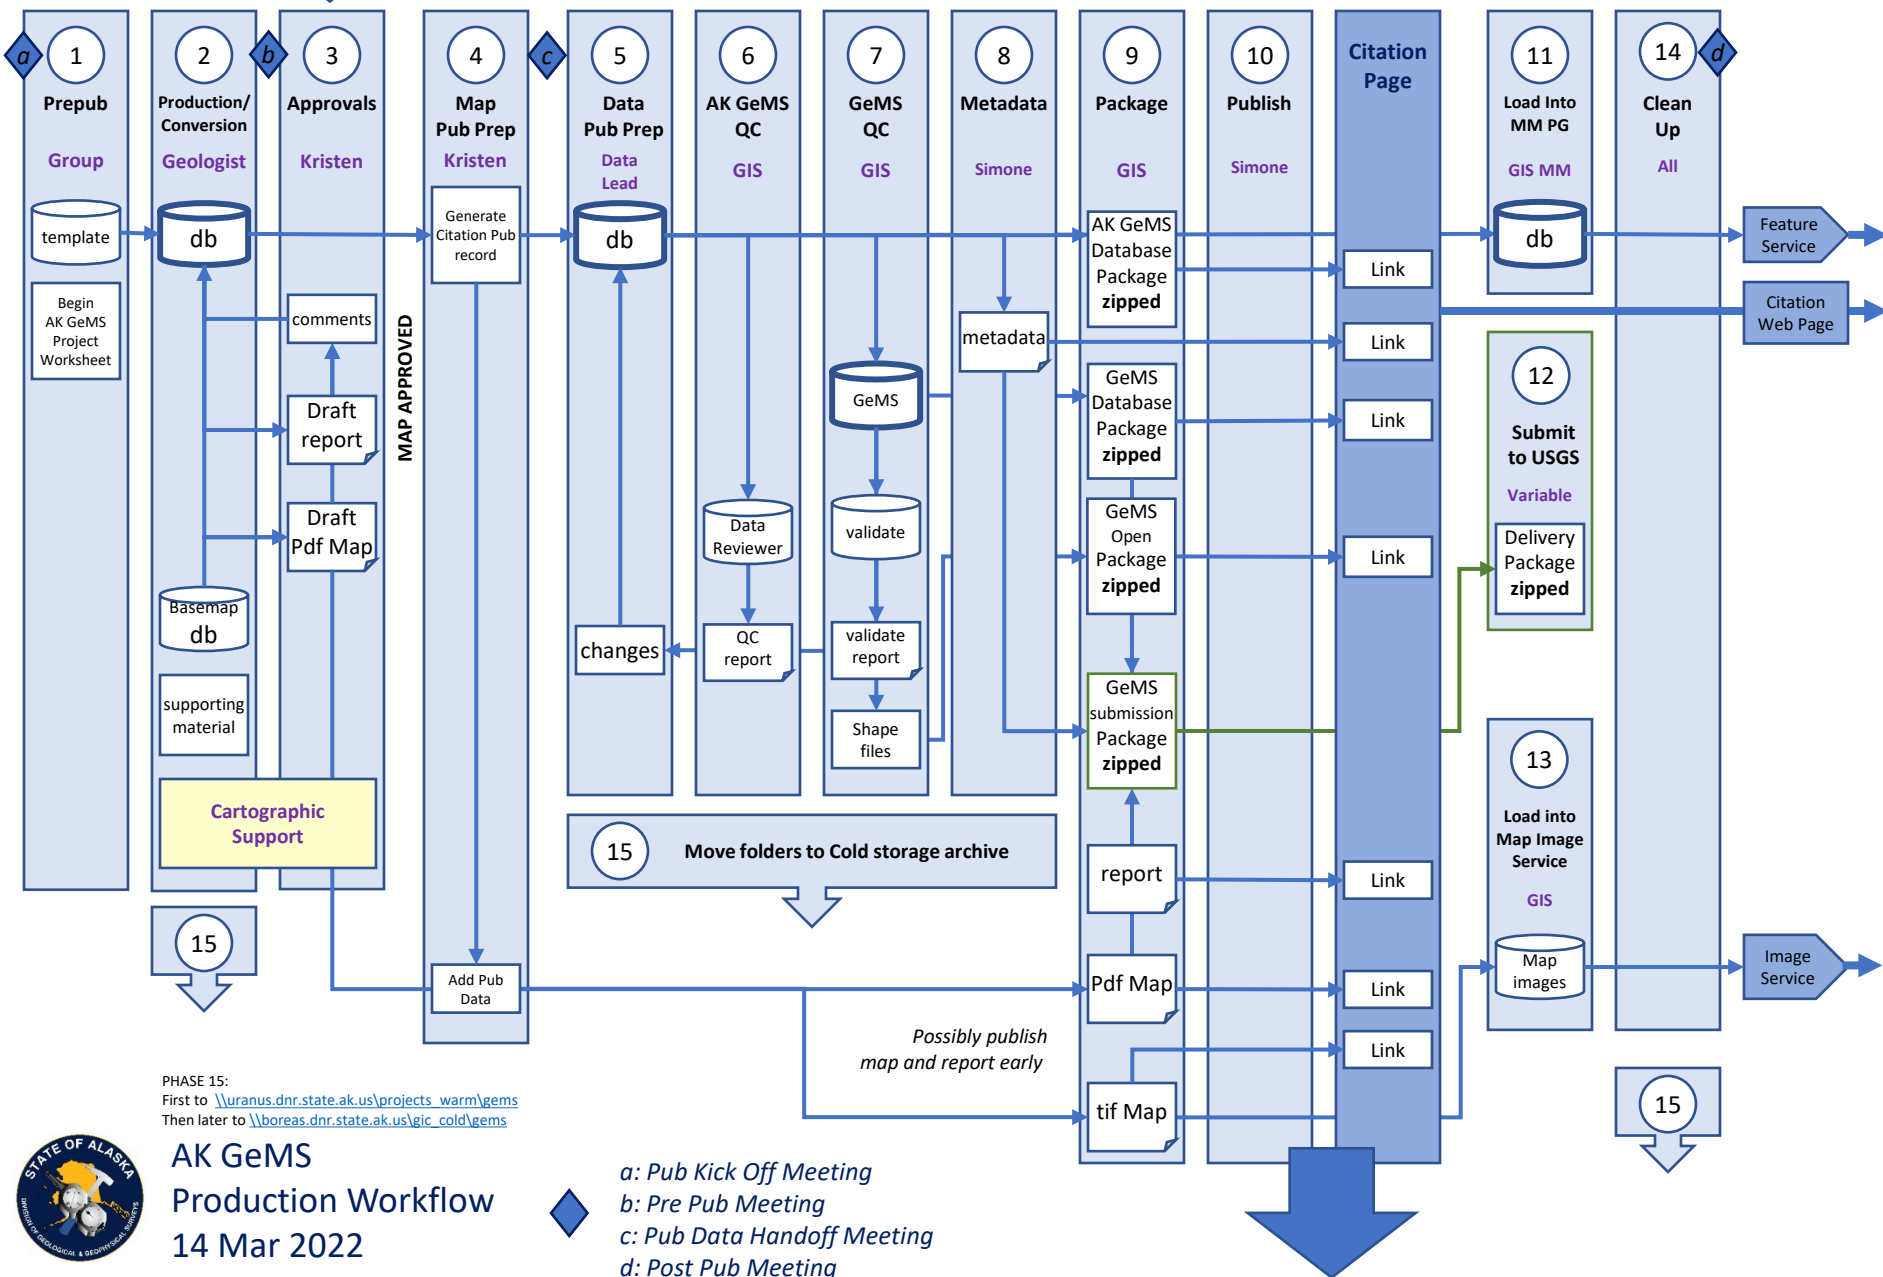 a
1
Prepub
Group
template
Begin
AK GeMS
Project
Worksheet
2
Production/
Conversion
Geologist
db
Basemap
db
supporting
material
Cartographic
Support
15
b
3
Approvals
Kristen
comments
Draft
report
Draft
Pdf Map
MAP APPROVED
4
Map
Pub Prep
Kristen
Generate
Citation Pub
record
Add Pub
Data
c
5
Data
Pub Prep
Data
Lead
db
changes
6
AK GeMS
QC
GIS
Data
Reviewer
QC
report
7
GeMS
QC
GIS
GeMS
validate
validate
report
Shape
files
8
Metadata
Simone
metadata
15
Move folders to Cold storage archive
Possibly publish
map and report early
9
Package
GIS
AK GeMS
Database
Package
zipped
GeMS
Database
Package
zipped
GeMS
Open
Package
zipped
GeMS
submission
Package
zipped
report
Pdf Map
tif Map
10
Publish
Simone
Citation
Page
Link
Link
Link
Link
Link
Link
Link
11
Load Into
MM PG
GIS MM
db
12
Submit
to USGS
Variable
Delivery
Package
zipped
13
Load into
Map Image
Service
GIS
Map
images
14
d
Clean
Up
All
15
Feature
Service
Citation
Web Page
Image
Service
PHASE 15:
First to \\uranus.dnr.state.ak.us\projects_warm\gems
Then later to \\boreas.dnr.state.ak.us\gic_cold\gems
STATE OF ALASKA
DIVISION OF GEOLOGICAL & GEOPHYSICAL SURVEYS
AK GeMS
Production Workflow
14 Mar 2022
a: Pub Kick Off Meeting
b: Pre Pub Meeting
c: Pub Data Handoff Meeting
d: Post Pub Meeting